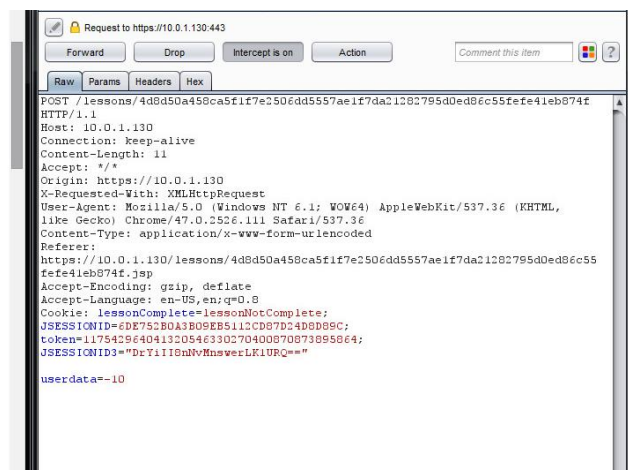 Request to https://10.0.1.130:443
Forward Drop Intercept is on Action Comment this item ?
Raw Params Headers Hex
POST /lessons/4d8d50a458ca5f1f7e2506dd5557ae1f7da21282795d0ed86c55fefe41eb874f
HTTP/1.1
Host: 10.0.1.130
Connection: keep-alive
Content-Length: 11
Accept: */*
Origin: https://10.0.1.130
X-Requested-With: XMLHttpRequest
User-Agent: Mozilla/5.0 (Windows NT 6.1; WOW64) AppleWebKit/537.36 (KHTML,
like Gecko) Chrome/47.0.2526.111 Safari/537.36
Content-Type: application/x-www-form-urlencoded
Referer:
https://10.0.1.130/lessons/4d8d50a458ca5f1f7e2506dd5557ae1f7da21282795d0ed86c55
fefe41eb874f.jsp
Accept-Encoding: gzip, deflate
Accept-Language: en-US,en;q=0.8
Cookie: lessonComplete=lessonNotComplete;
JSESSIONID=6DE752B0A3B09EB5112CD87D24D8D89C;
token=117542964041320546330270400870873895864;
JSESSIONID3="DrYiII8nNvMnswerLK1URQ=="
userdata=-10